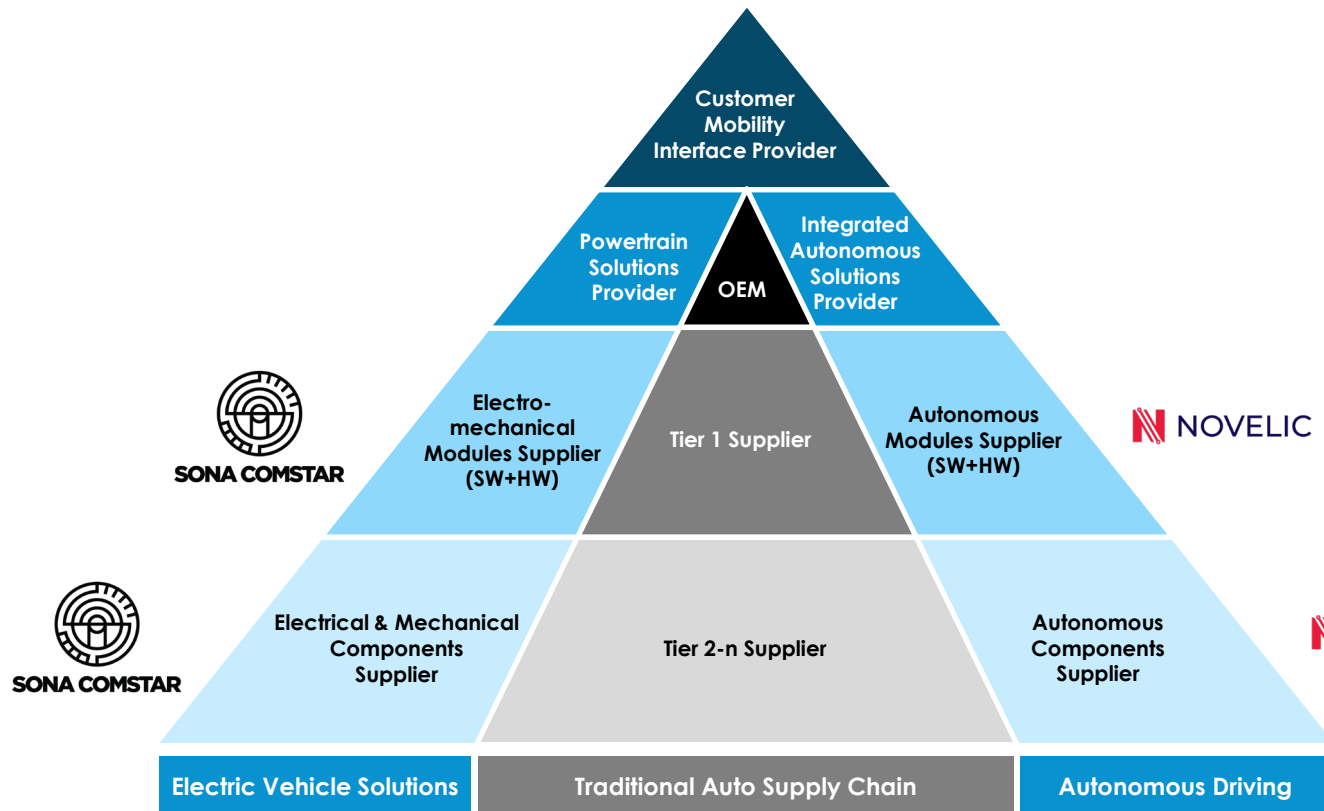 Customer
Mobility
Interface Provider
Powertrain
Solutions
Provider
OEM
Integrated
Autonomous
Solutions
Provider
SONA COMSTAR
Electro-
mechanical
Modules Supplier
(SW+HW)
Tier 1 Supplier
Autonomous
Modules Supplier
(SW+HW)
NOVELIC
SONA COMSTAR
Electrical & Mechanical
Components
Supplier
Tier 2-n Supplier
Autonomous
Components
Supplier
Electric Vehicle Solutions
Traditional Auto Supply Chain
Autonomous Driving